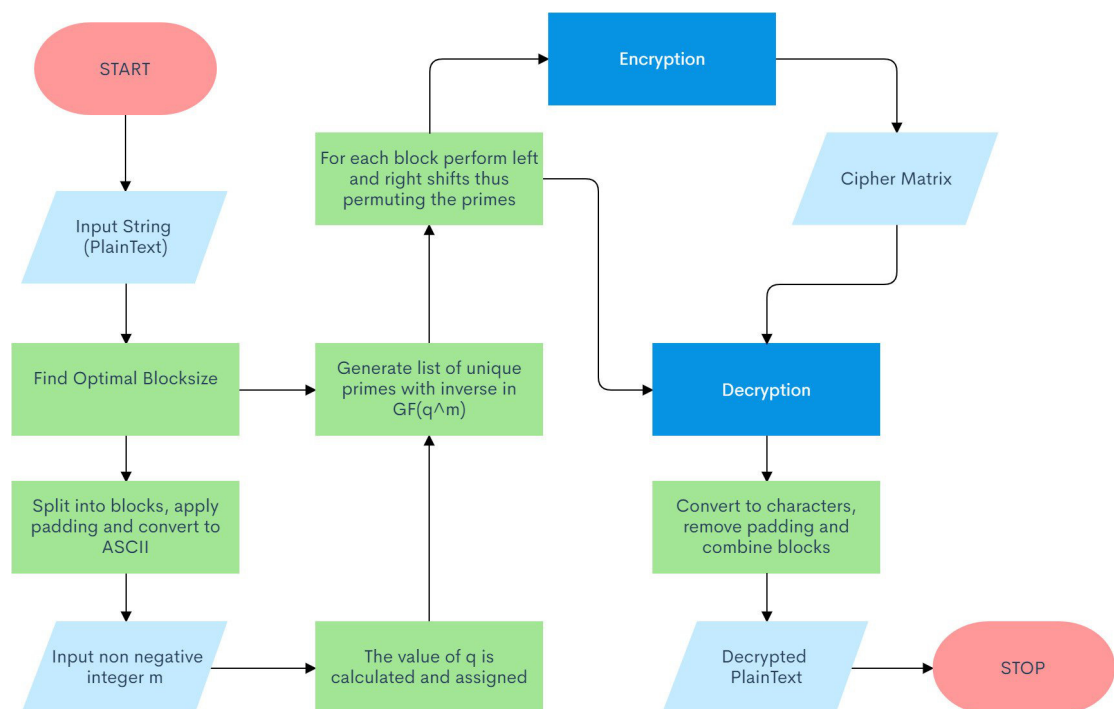 START
Input String
(PlainText)
Find Optimal Blocksize
Split into blocks, apply
padding and convert to
ASCII
Input non negative
integer m
The value of q is
calculated and assigned
Generate list of unique
primes with inverse in
GF(q^m)
For each block perform left
and right shifts thus
permuting the primes
Encryption
Cipher Matrix
Decryption
Convert to characters,
remove padding and
combine blocks
Decrypted
PlainText
STOP